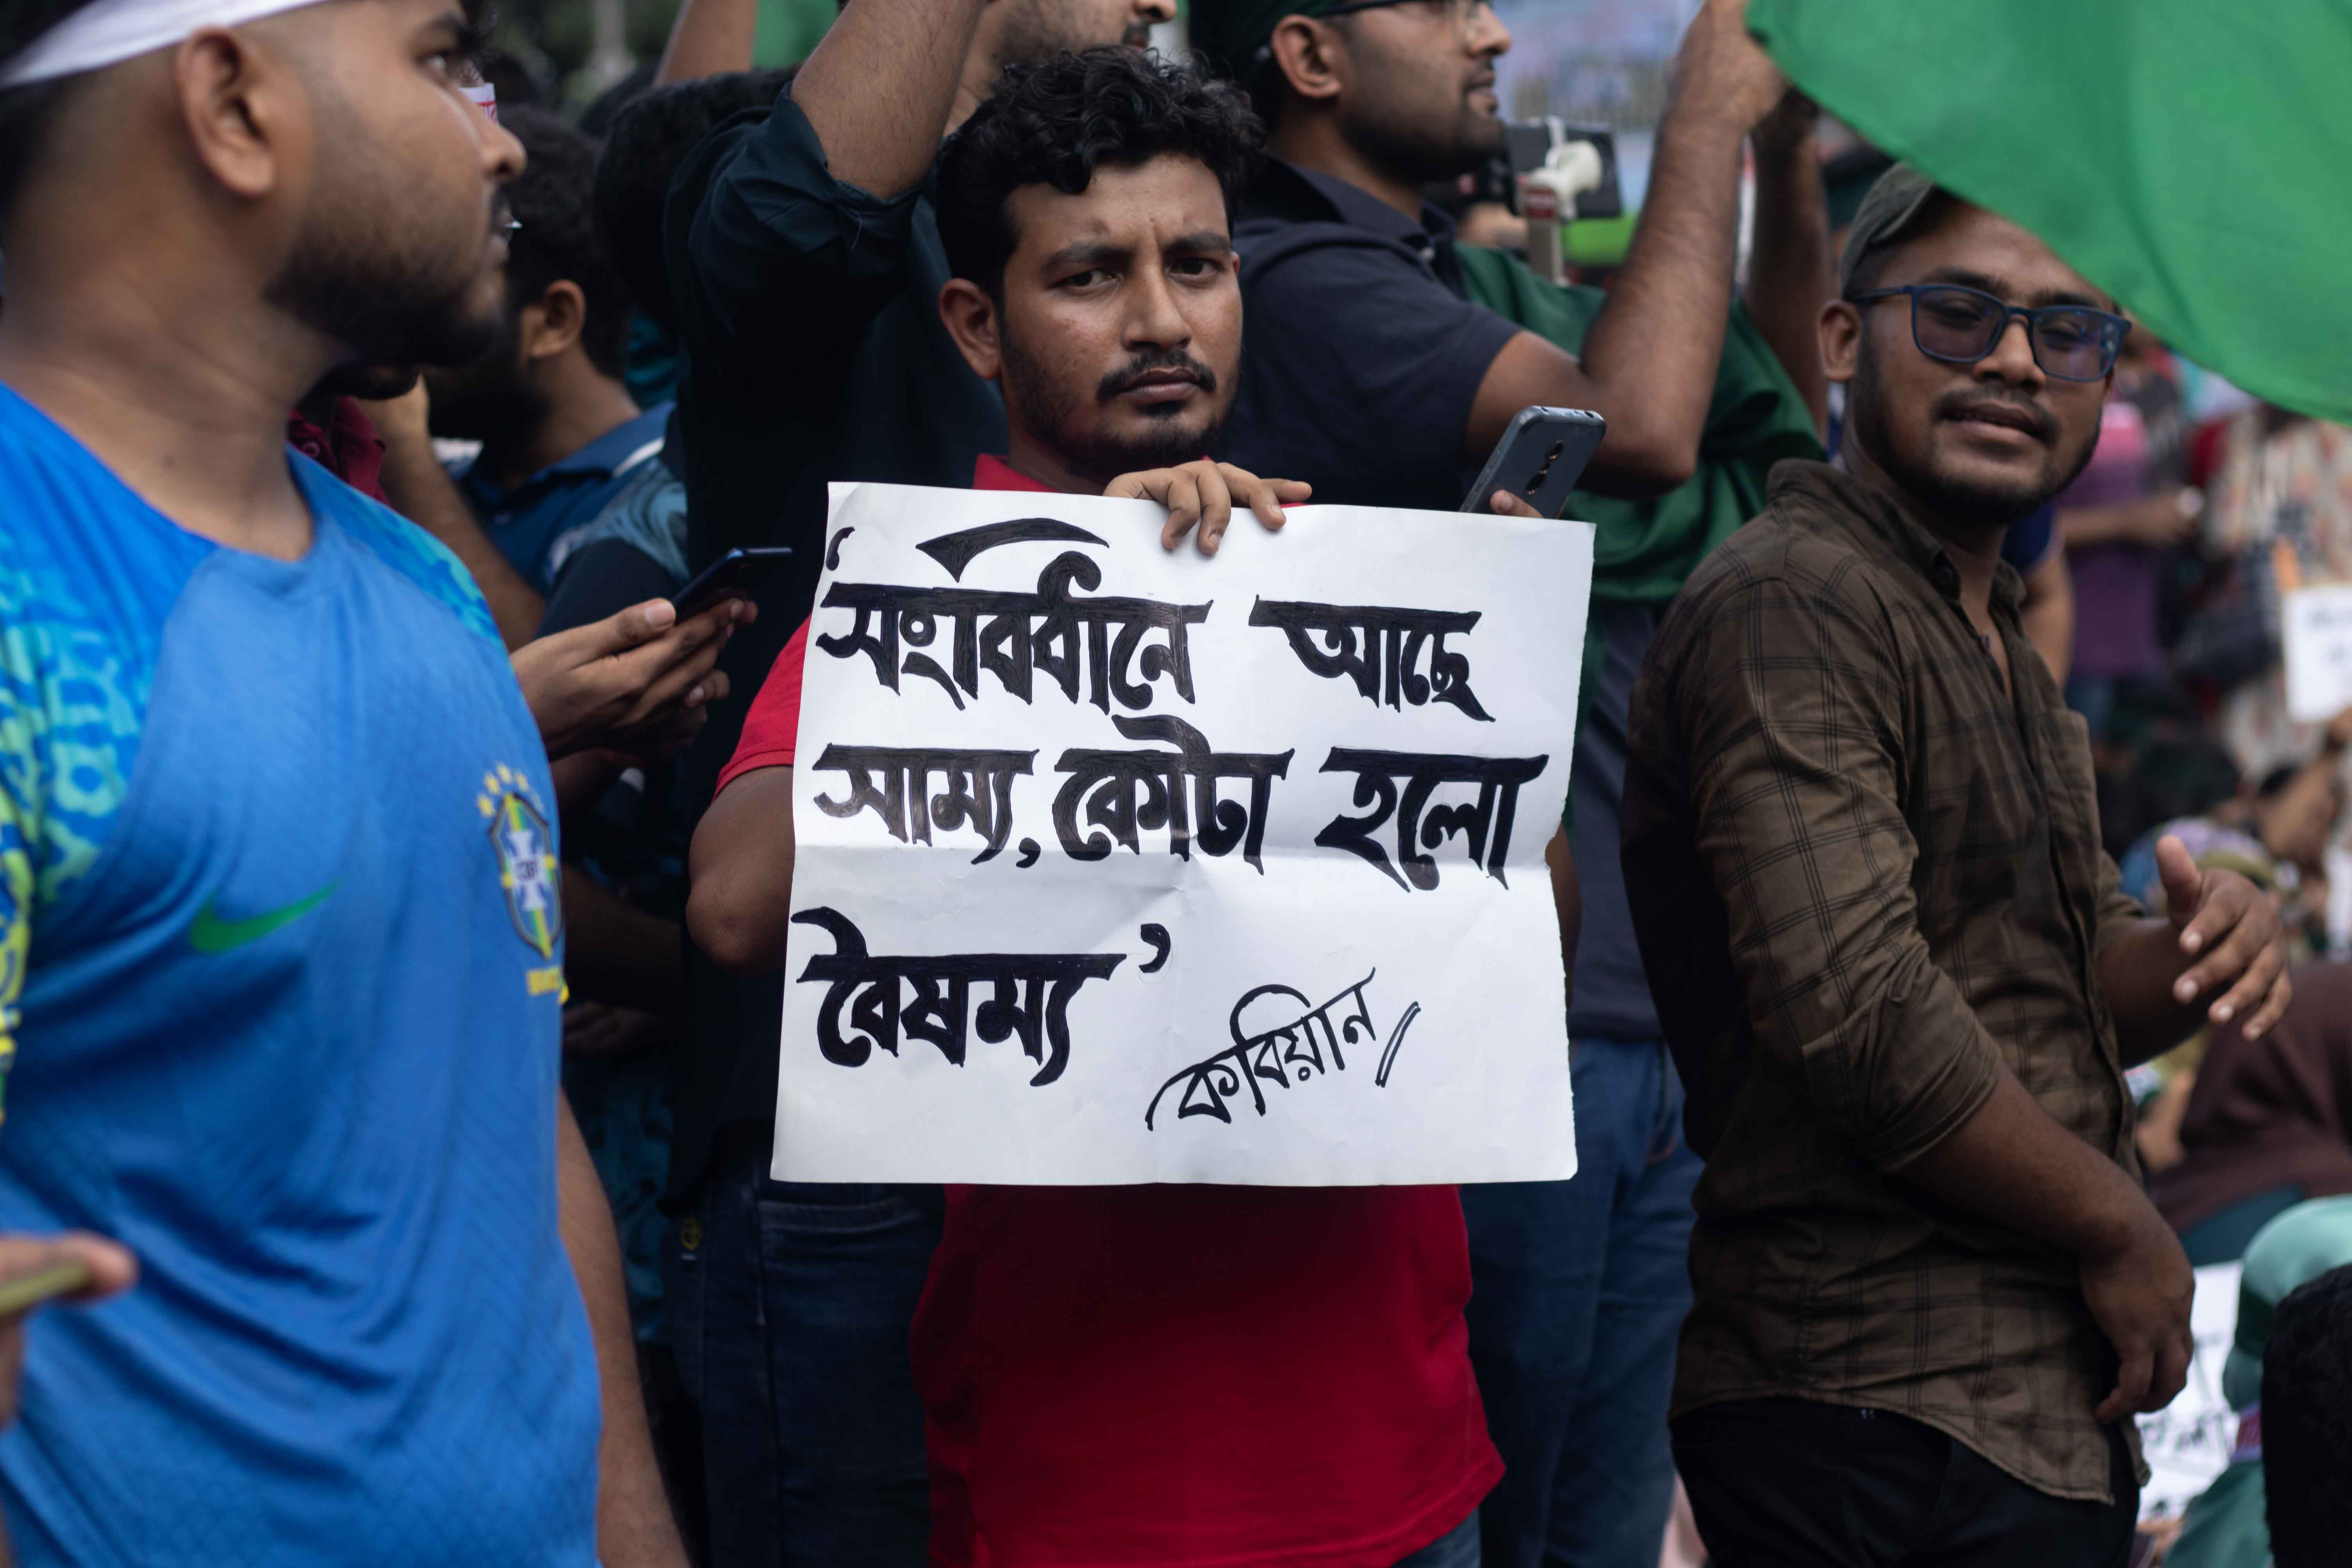 ‘সংবিধানে আছে
সাম্য, কোটা হলো
বৈষম্য’
কবিয়ান//